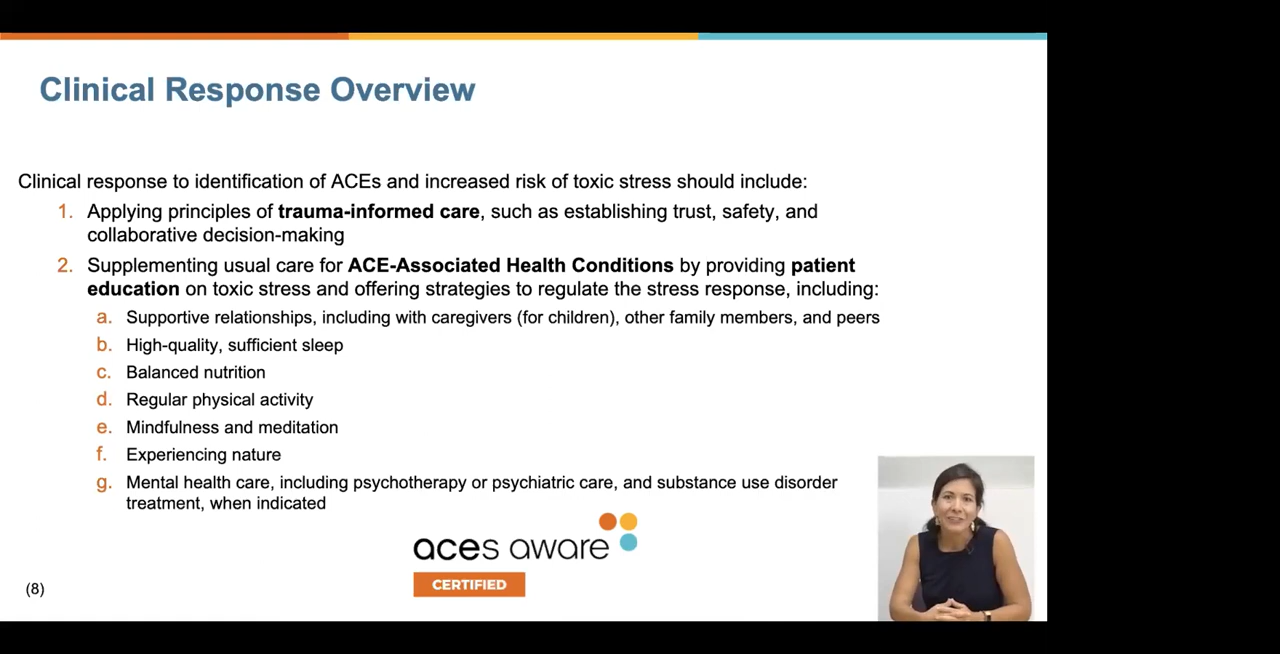 Clinical Response Overview
Clinical response to identification of ACEs and increased risk of toxic stress should include:
1. Applying principles of trauma-informed care, such as establishing trust, safety, and
collaborative decision-making
2. Supplementing usual care for ACE-Associated Health Conditions by providing patient
education on toxic stress and offering strategies to regulate the stress response, including:
a. Supportive relationships, including with caregivers (for children), other family members, and peers
b. High-quality, sufficient sleep
c. Balanced nutrition
d. Regular physical activity
e. Mindfulness and meditation
f. Experiencing nature
g. Mental health care, including psychotherapy or psychiatric care, and substance use disorder
treatment, when indicated
aces aware
CERTIFIED
(8)